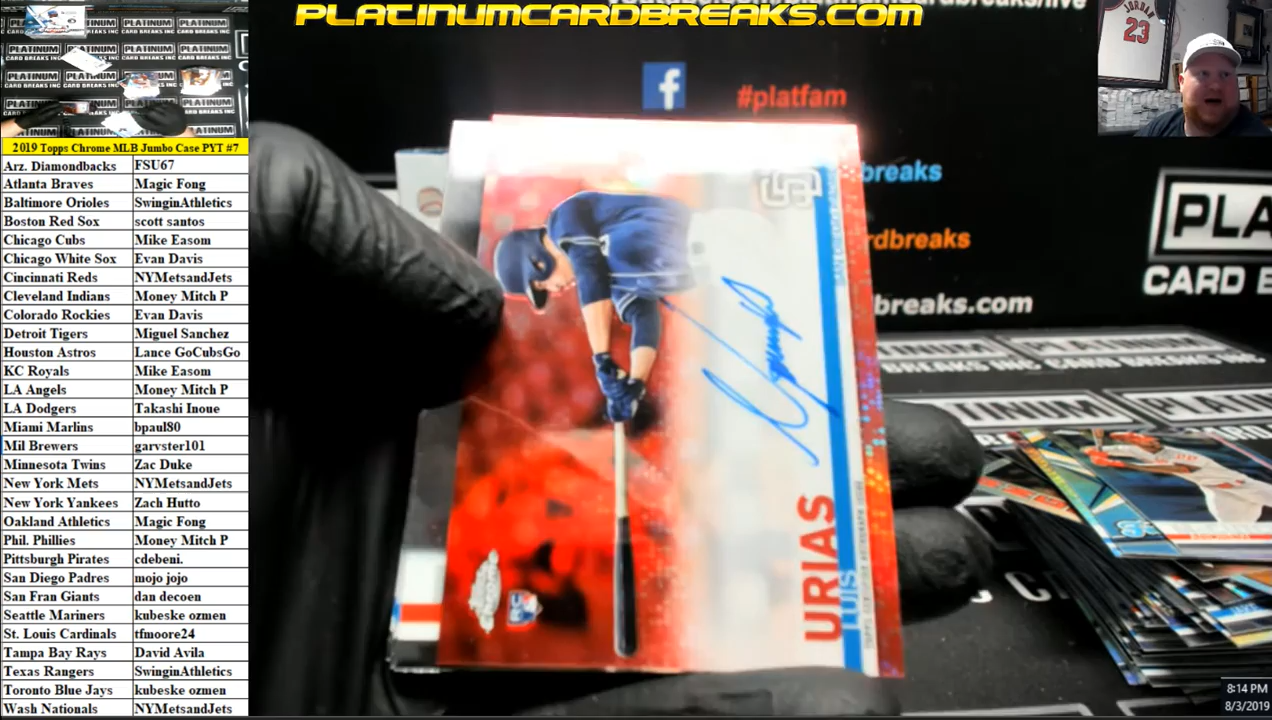 PLATINUMCARDBREAKS.COM
#platfam
breaks
rdbreaks
breaks.com
PLA
CARD B
JORDAN
23
2019 Topps Chrome MLB Jumbo Case PYT #7
Arz. Diamondbacks FSU67
Atlanta Braves Magic Fong
Baltimore Orioles SwinginAthletics
Boston Red Sox scott santos
Chicago Cubs Mike Easom
Chicago White Sox Evan Davis
Cincinnati Reds NYMetsandJets
Cleveland Indians Money Mitch P
Colorado Rockies Evan Davis
Detroit Tigers Miguel Sanchez
Houston Astros Lance GoCubsGo
KC Royals Mike Easom
LA Angels Money Mitch P
LA Dodgers Takashi Inoue
Miami Marlins bpaul80
Mil Brewers garvster101
Minnesota Twins Zac Duke
New York Mets NYMetsandJets
New York Yankees Zach Hutto
Oakland Athletics Magic Fong
Phil. Phillies Money Mitch P
Pittsburgh Pirates cdebeni.
San Diego Padres mojo jojo
San Fran Giants dan decoen
Seattle Mariners kubeske ozmen
St. Louis Cardinals tfmoore24
Tampa Bay Rays David Avila
Texas Rangers SwinginAthletics
Toronto Blue Jays kubeske ozmen
Wash Nationals NYMetsandJets
LUIS
URIAS
8:14 PM
8/3/2019